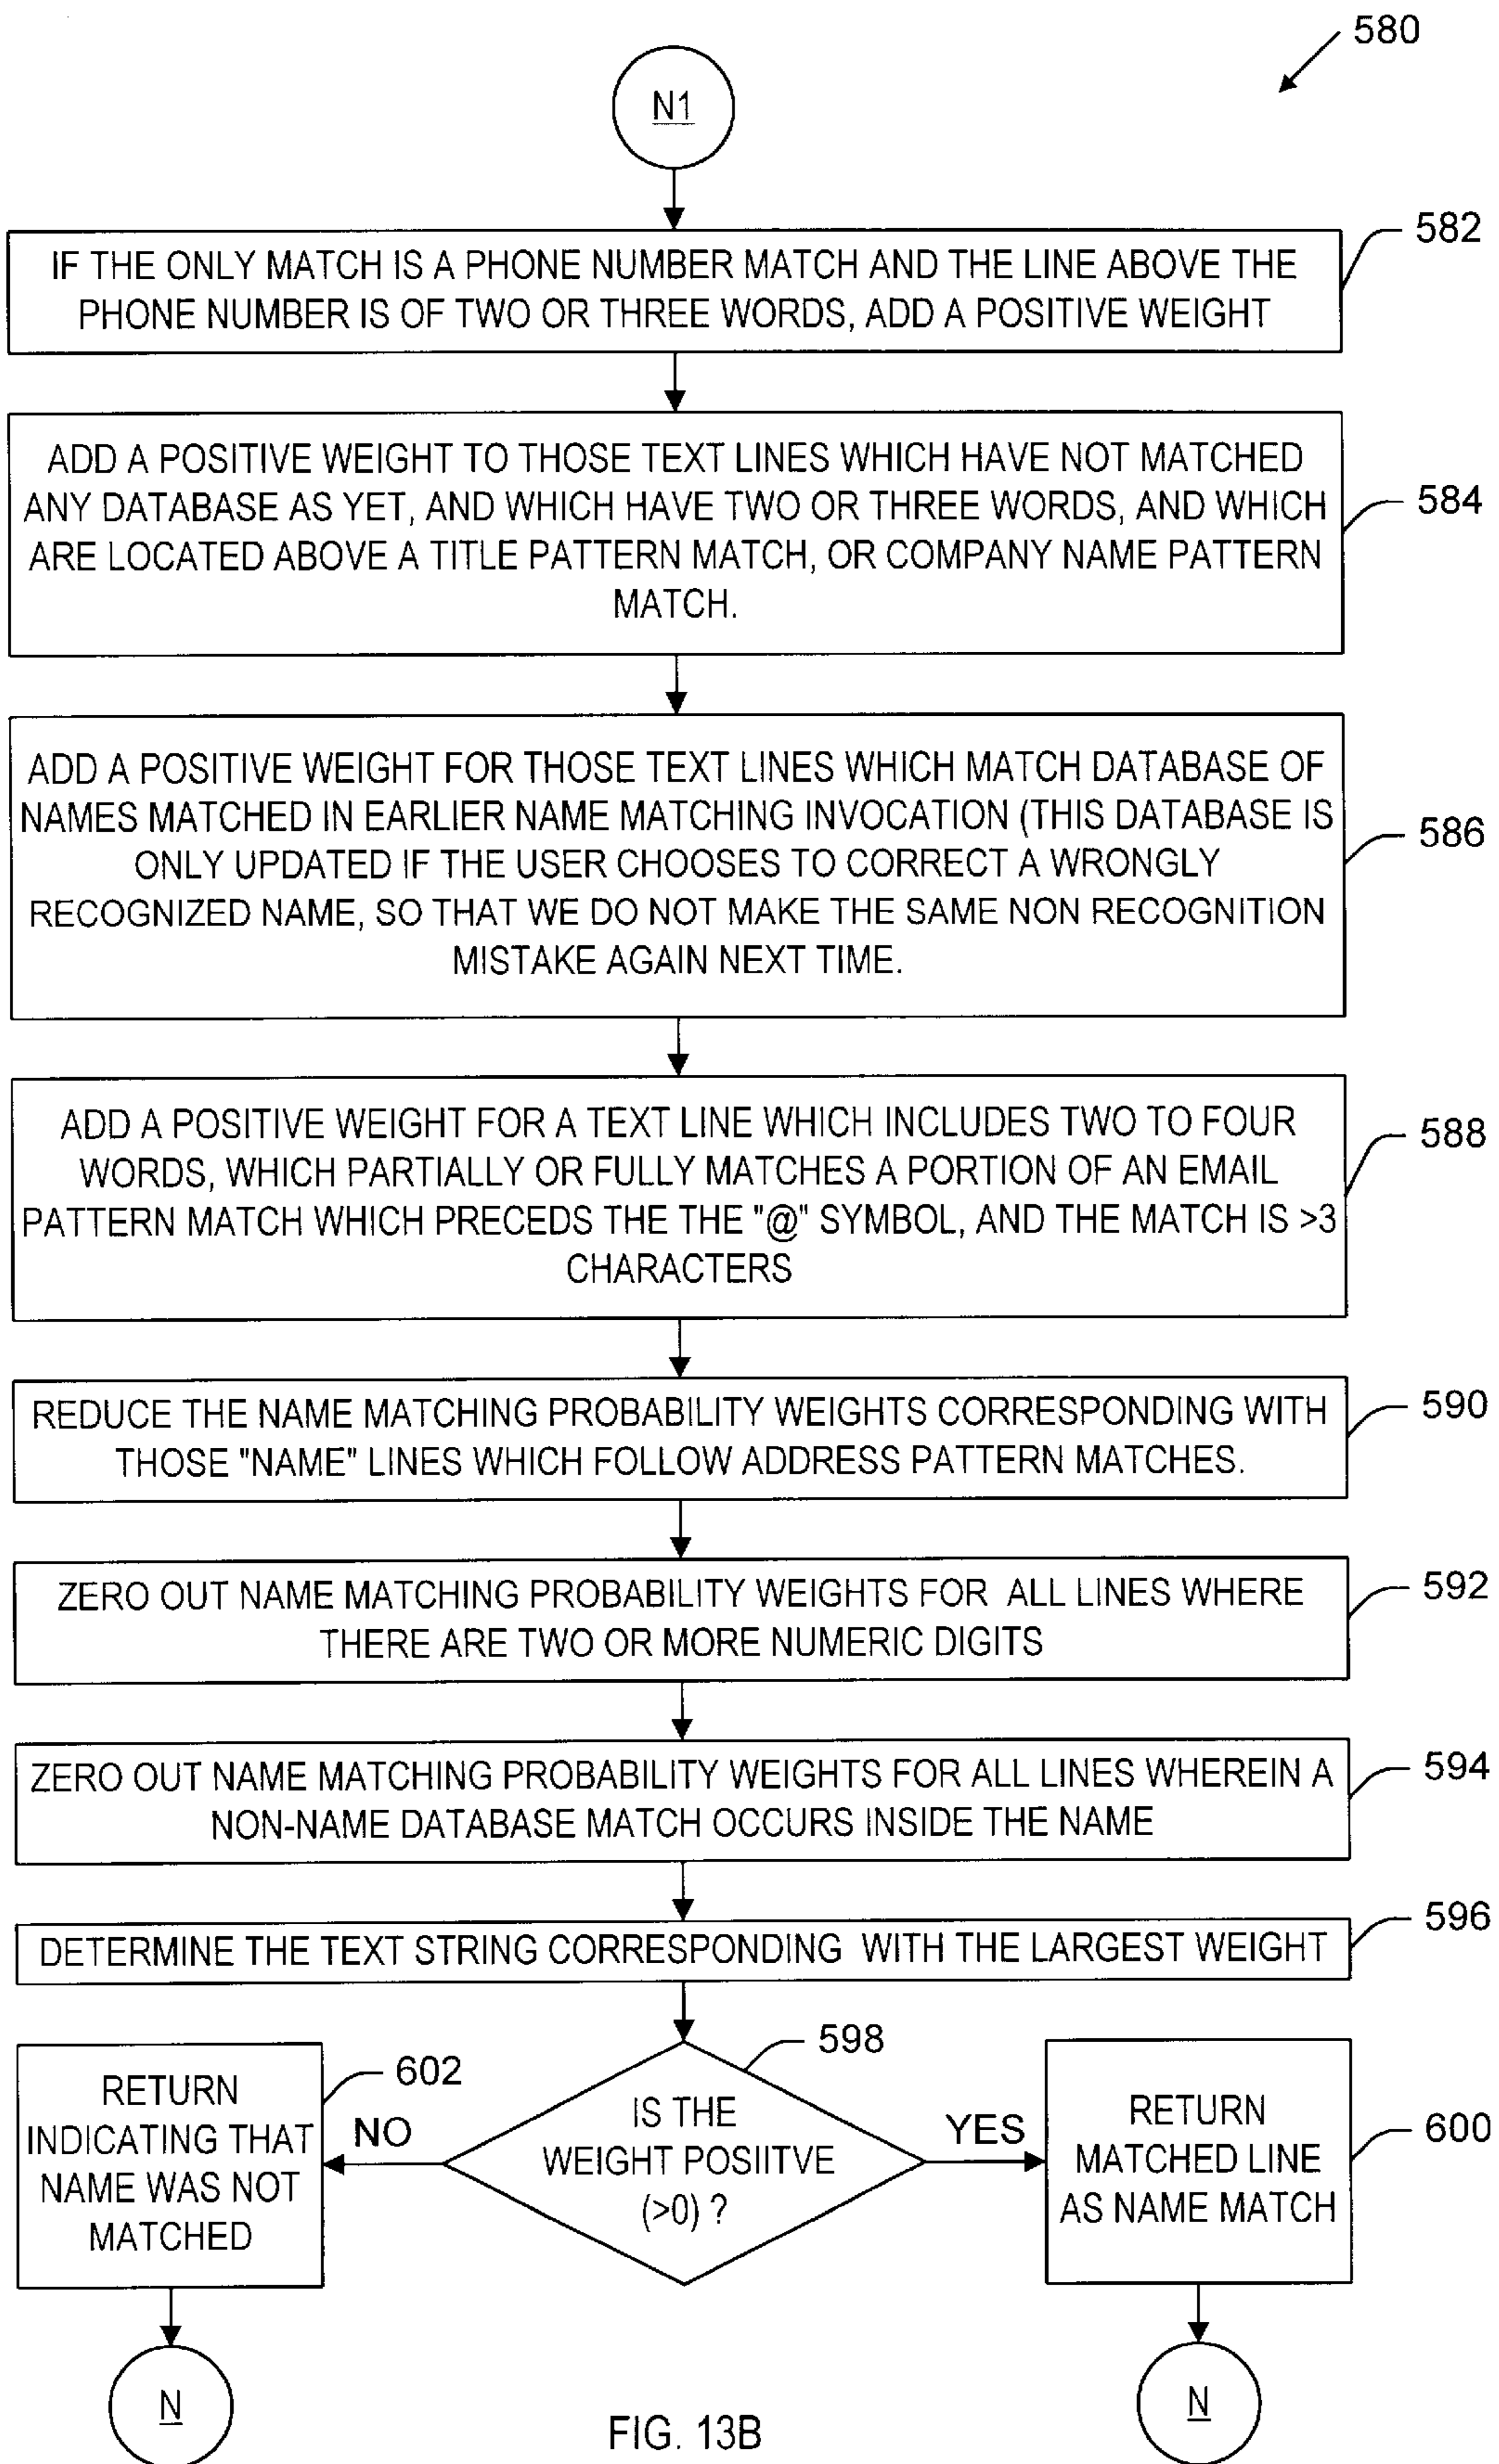 580
N1
582
IF THE ONLY MATCH IS A PHONE NUMBER MATCH AND THE LINE ABOVE THE
PHONE NUMBER IS OF TWO OR THREE WORDS, ADD A POSITIVE WEIGHT
584
ADD A POSITIVE WEIGHT TO THOSE TEXT LINES WHICH HAVE NOT MATCHED
ANY DATABASE AS YET, AND WHICH HAVE TWO OR THREE WORDS, AND WHICH
ARE LOCATED ABOVE A TITLE PATTERN MATCH, OR COMPANY NAME PATTERN
MATCH.
586
ADD A POSITIVE WEIGHT FOR THOSE TEXT LINES WHICH MATCH DATABASE OF
NAMES MATCHED IN EARLIER NAME MATCHING INVOCATION (THIS DATABASE IS
ONLY UPDATED IF THE USER CHOOSES TO CORRECT A WRONGLY
RECOGNIZED NAME, SO THAT WE DO NOT MAKE THE SAME NON RECOGNITION
MISTAKE AGAIN NEXT TIME.
588
ADD A POSITIVE WEIGHT FOR A TEXT LINE WHICH INCLUDES TWO TO FOUR
WORDS, WHICH PARTIALLY OR FULLY MATCHES A PORTION OF AN EMAIL
PATTERN MATCH WHICH PRECEDS THE THE "@" SYMBOL, AND THE MATCH IS >3
CHARACTERS
590
REDUCE THE NAME MATCHING PROBABILITY WEIGHTS CORRESPONDING WITH
THOSE "NAME" LINES WHICH FOLLOW ADDRESS PATTERN MATCHES.
592
ZERO OUT NAME MATCHING PROBABILITY WEIGHTS FOR ALL LINES WHERE
THERE ARE TWO OR MORE NUMERIC DIGITS
594
ZERO OUT NAME MATCHING PROBABILITY WEIGHTS FOR ALL LINES WHEREIN A
NON-NAME DATABASE MATCH OCCURS INSIDE THE NAME
596
DETERMINE THE TEXT STRING CORRESPONDING WITH THE LARGEST WEIGHT
598
IS THE
WEIGHT POSIITVE
(>0) ?
NO
602
RETURN
INDICATING THAT
NAME WAS NOT
MATCHED
YES
600
RETURN
MATCHED LINE
AS NAME MATCH
N
N
FIG. 13B